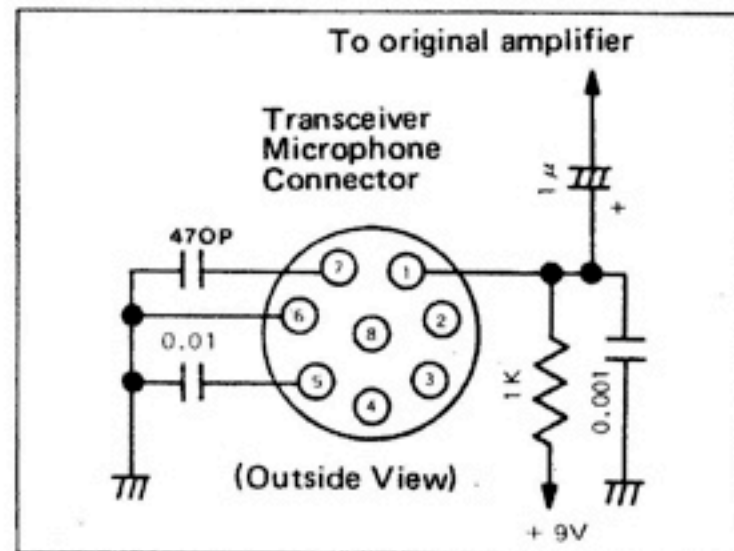 To original amplifier
Transceiver
Microphone
Connector
1μ
+
470P
7
1
6
2
8
0.01
5
3
4
1K
0.001
(Outside View)
+ 9V